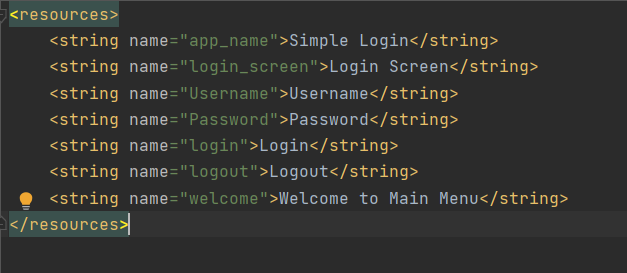 <resources>
    <string name="app_name">Simple Login</string>
    <string name="login_screen">Login Screen</string>
    <string name="Username">Username</string>
    <string name="Password">Password</string>
    <string name="login">Login</string>
    <string name="logout">Logout</string>
    <string name="welcome">Welcome to Main Menu</string>
</resources>